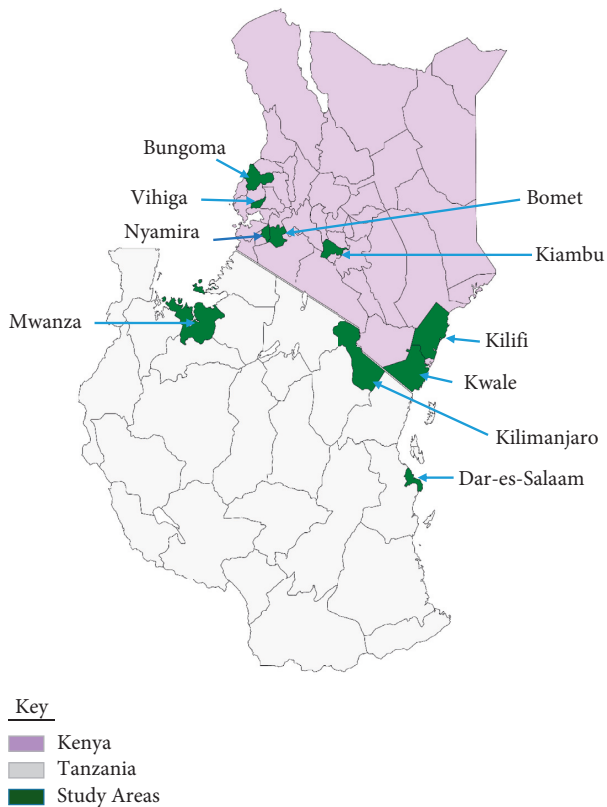 Bungoma
Vihiga
Bomet
Nyamira
Kiambu
Mwanza
Kilifi
Kwale
Kilimanjaro
Dar-es-Salaam
Key
Kenya
Tanzania
Study Areas